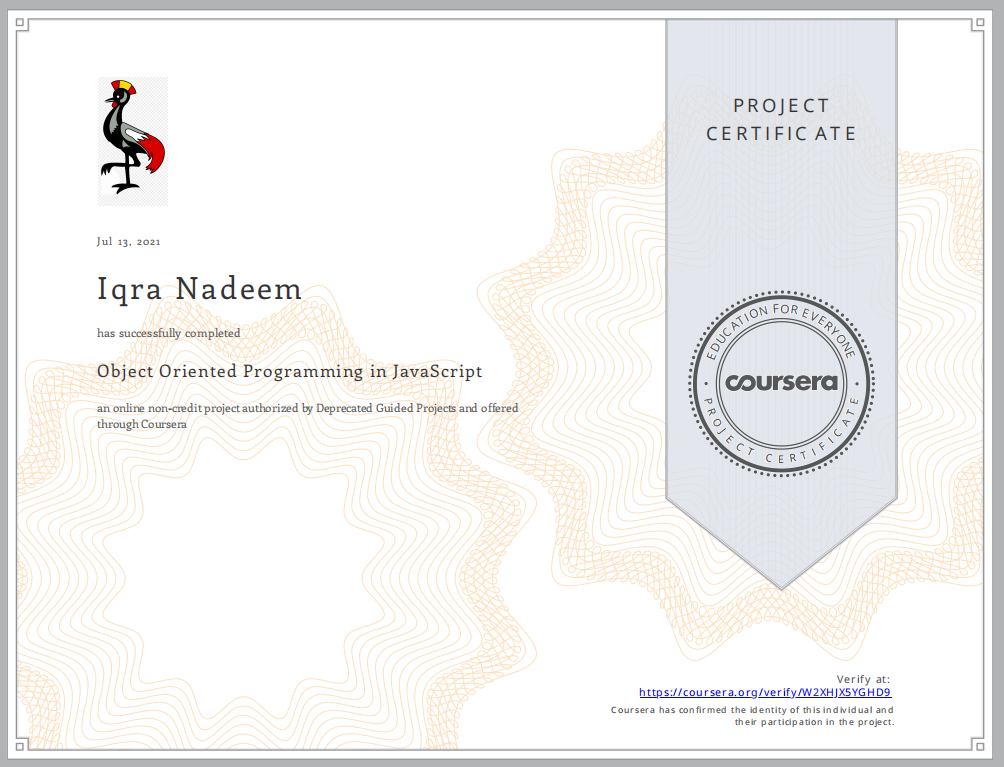 PROJECT
CERTIFICATE
Jul 13, 2021
Iqra Nadeem
has successfully completed
Object Oriented Programming in JavaScript
an online non-credit project authorized by Deprecated Guided Projects and offered
through Coursera
EDUCATION FOR EVERYONE
coursera
PROJECT CERTIFICATE
Verify at:
https://coursera.org/verify/W2XHJX5YGHD9
Coursera has confirmed the identity of this individual and
their participation in the project.